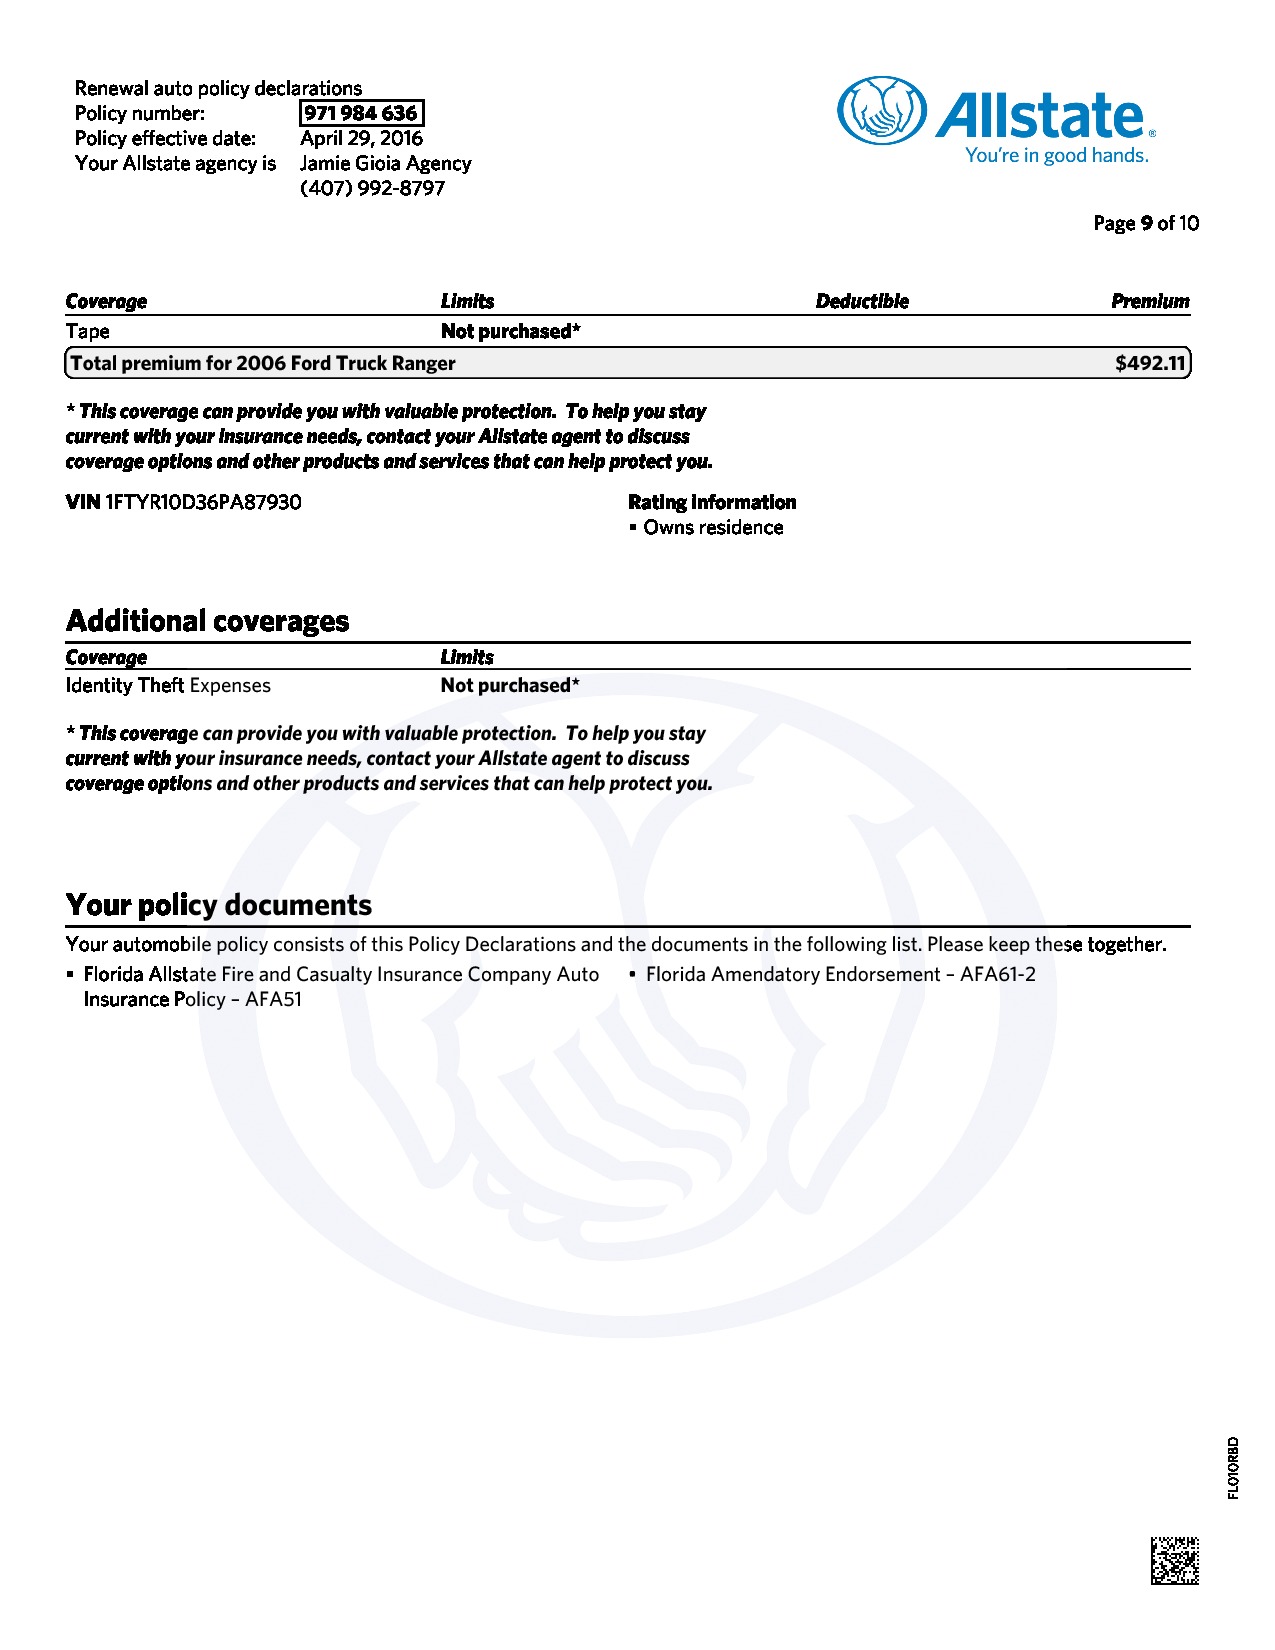 Renewal auto policy declarations
Policy number: 971 984 636
Policy effective date: April 29, 2016
Your Allstate agency is Jamie Gioia Agency
(407) 992-8797
Allstate®
You're in good hands.
Page 9 of 10
Coverage Limits Deductible Premium
Tape Not purchased*
Total premium for 2006 Ford Truck Ranger $492.11
* This coverage can provide you with valuable protection. To help you stay
current with your insurance needs, contact your Allstate agent to discuss
coverage options and other products and services that can help protect you.
VIN 1FTYR10D36PA87930 Rating information
▪ Owns residence
Additional coverages
Coverage Limits
Identity Theft Expenses Not purchased*
* This coverage can provide you with valuable protection. To help you stay
current with your insurance needs, contact your Allstate agent to discuss
coverage options and other products and services that can help protect you.
Your policy documents
Your automobile policy consists of this Policy Declarations and the documents in the following list. Please keep these together.
▪ Florida Allstate Fire and Casualty Insurance Company Auto ▪ Florida Amendatory Endorsement – AFA61-2
Insurance Policy – AFA51
FL010RBD